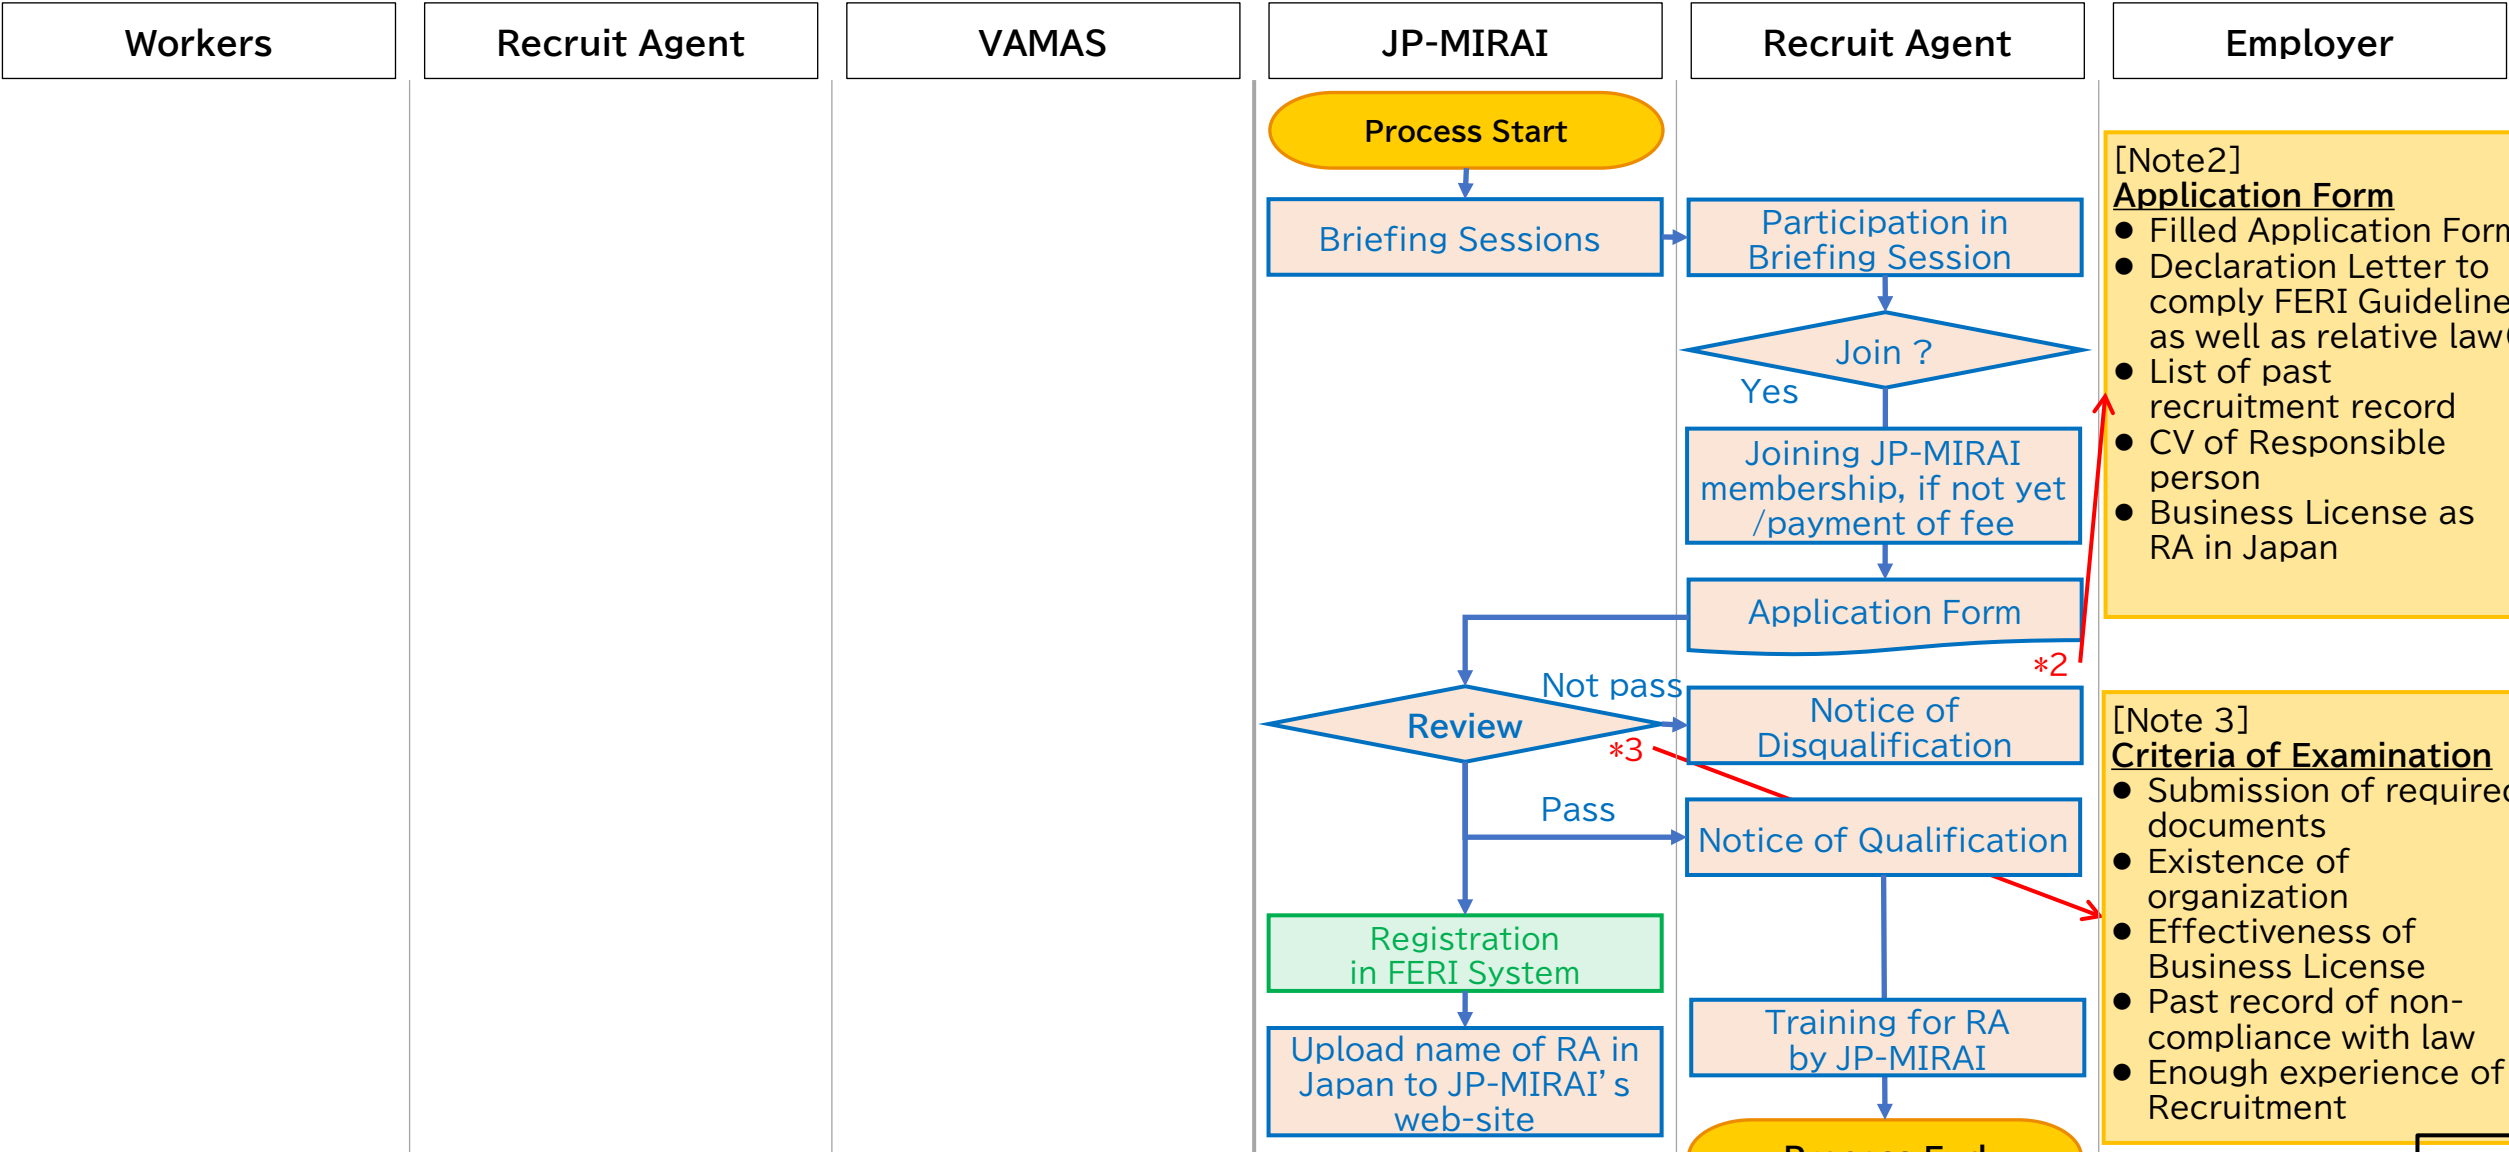 Workers
Recruit Agent
VAMAS
JP-MIRAI
Recruit Agent
Employer
Process Start
Briefing Sessions
Participation in
Briefing Session
Join ?
Yes
Joining JP-MIRAI
membership, if not yet
/payment of fee
Application Form
*2
Not pass
Review
*3
Notice of
Disqualification
Pass
Notice of Qualification
Registration
in FERI System
Upload name of RA in
Japan to JP-MIRAI’s
web-site
Training for RA
by JP-MIRAI
Process End
[Note2]
Application Form
● Filled Application Form
● Declaration Letter to
comply FERI Guideline
as well as relative law
● List of past
recruitment record
● CV of Responsible
person
● Business License as
RA in Japan
[Note 3]
Criteria of Examination
● Submission of required
documents
● Existence of
organization
● Effectiveness of
Business License
● Past record of non-
compliance with law
● Enough experience of
Recruitment